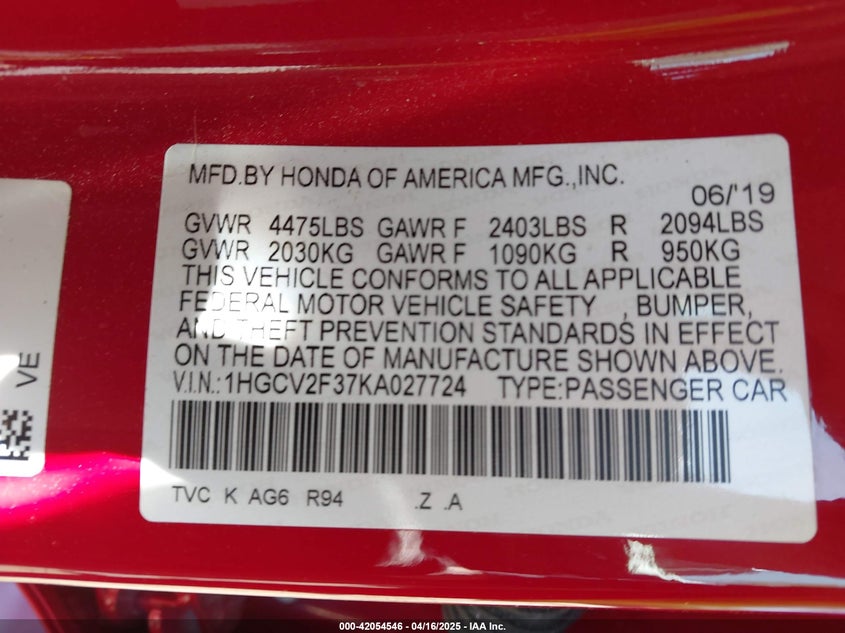 MFD.BY HONDA OF AMERICA MFG.,INC.
06/'19
GVWR 4475LBS GAWR F 2403LBS R 2094LBS
GVWR 2030KG GAWR F 1090KG R 950KG
THIS VEHICLE CONFORMS TO ALL APPLICABLE
FEDERAL MOTOR VEHICLE SAFETY , BUMPER,
AND THEFT PREVENTION STANDARDS IN EFFECT
ON THE DATE OF MANUFACTURE SHOWN ABOVE.
V.I.N.:1HGCV2F37KA027724 TYPE:PASSENGER CAR
TVC K AG6 R94 .Z .A
VE
000-42054546 - 04/16/2025 - IAA Inc.